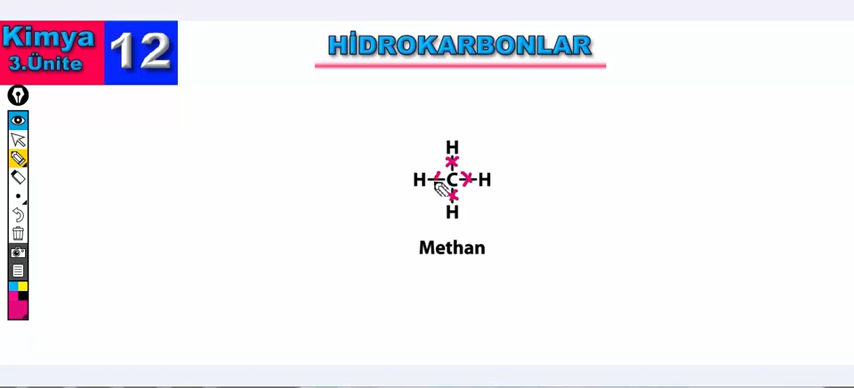 Kimya
3.Ünite
12
HİDROKARBONLAR
H
H C H
H
Methan